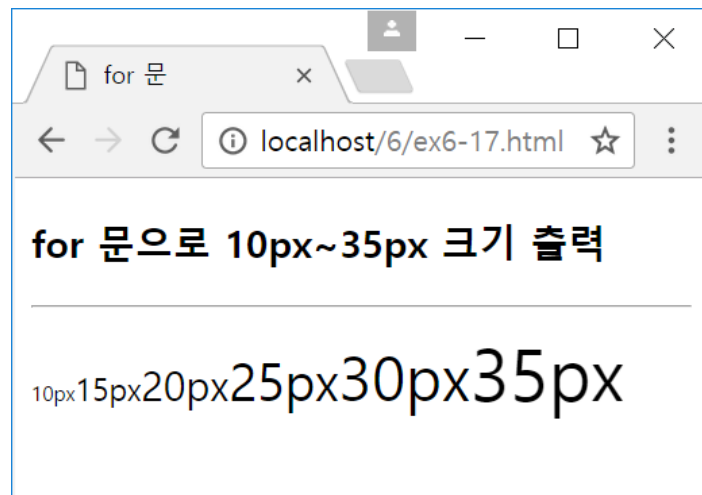 for 문
localhost/6/ex6-17.html
for 문으로 10px~35px 크기 출력
10px15px20px25px30px35px